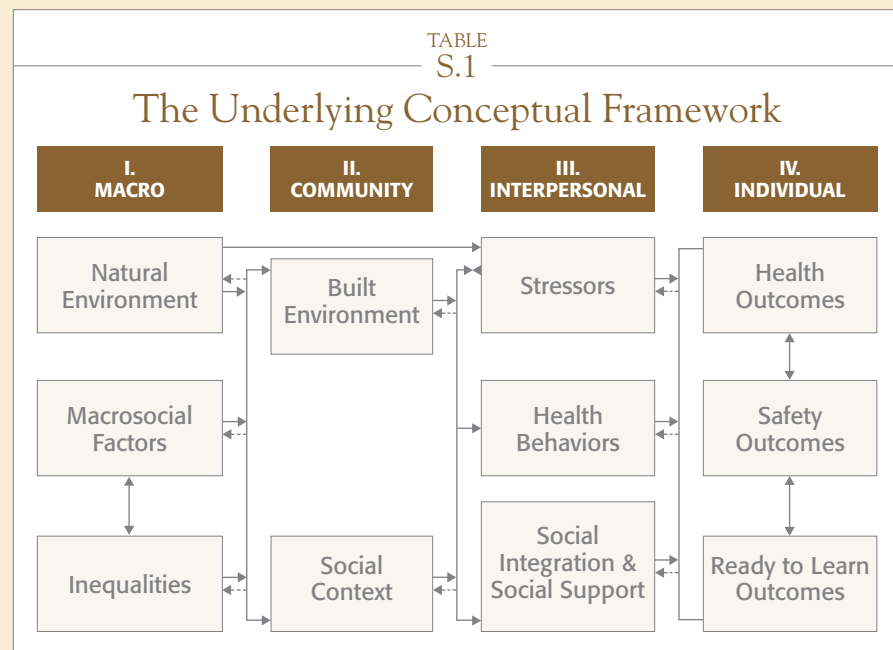 TABLE
S.1
The Underlying Conceptual Framework
I.
MACRO
II.
COMMUNITY
III.
INTERPERSONAL
IV.
INDIVIDUAL
Natural
Environment
Built
Environment
Stressors
Health
Outcomes
Macrosocial
Factors
Health
Behaviors
Safety
Outcomes
Inequalities
Social
Context
Social
Integration &
Social Support
Ready to Learn
Outcomes